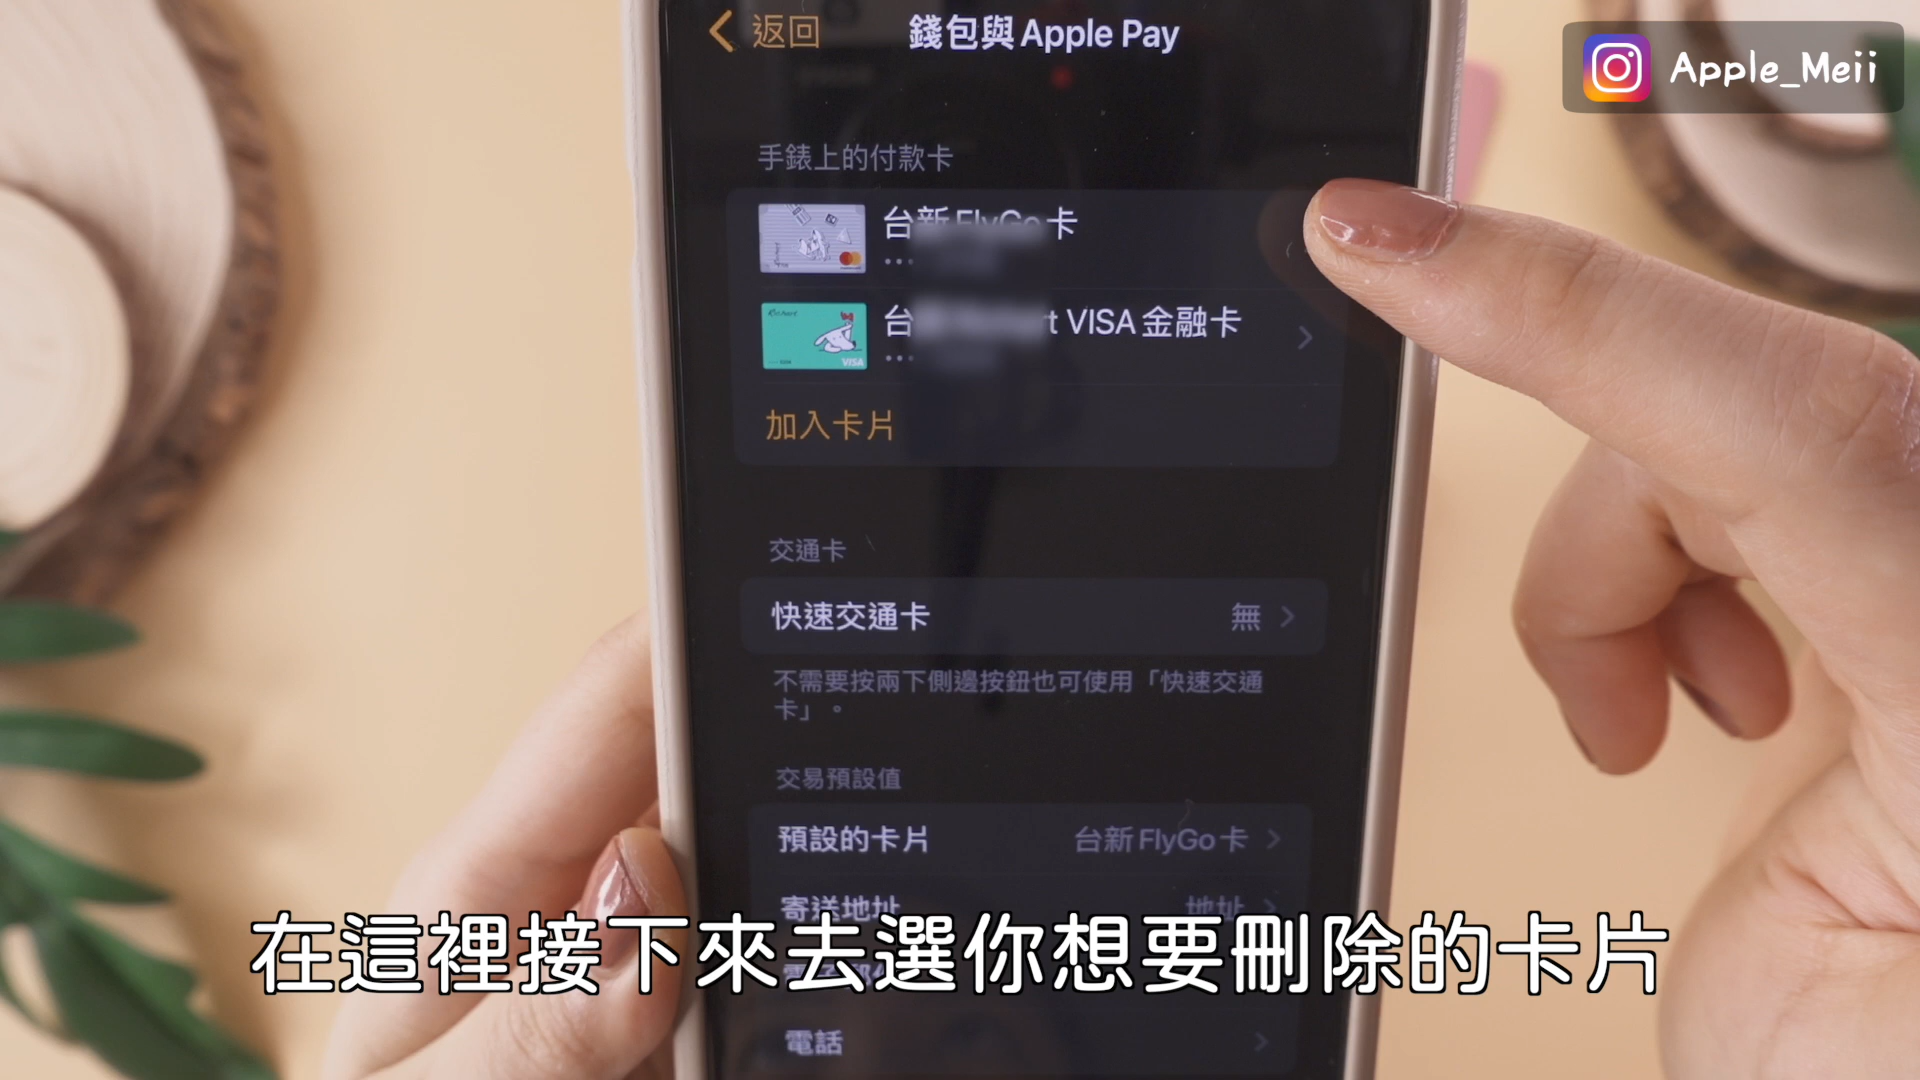 返回
錢包與 Apple Pay
Apple_Meii
手錶上的付款卡
台新 FlyGo 卡
台 t VISA 金融卡
VISA
加入卡片
交通卡
快速交通卡 無
不需要按兩下側邊按鈕也可使用「快速交通
卡」。
交易預設值
預設的卡片 台新 FlyGo 卡
寄送地址 地址
在這裡接下來去選你想要刪除的卡片
電話